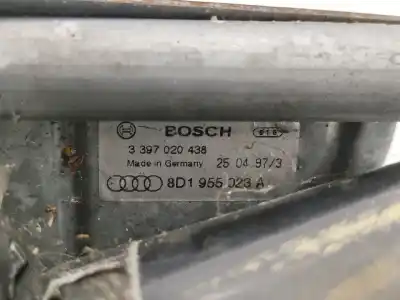 BOSCH
3 397 020 438
Made in Germany 25 04 97/3
8D1 955 023 A